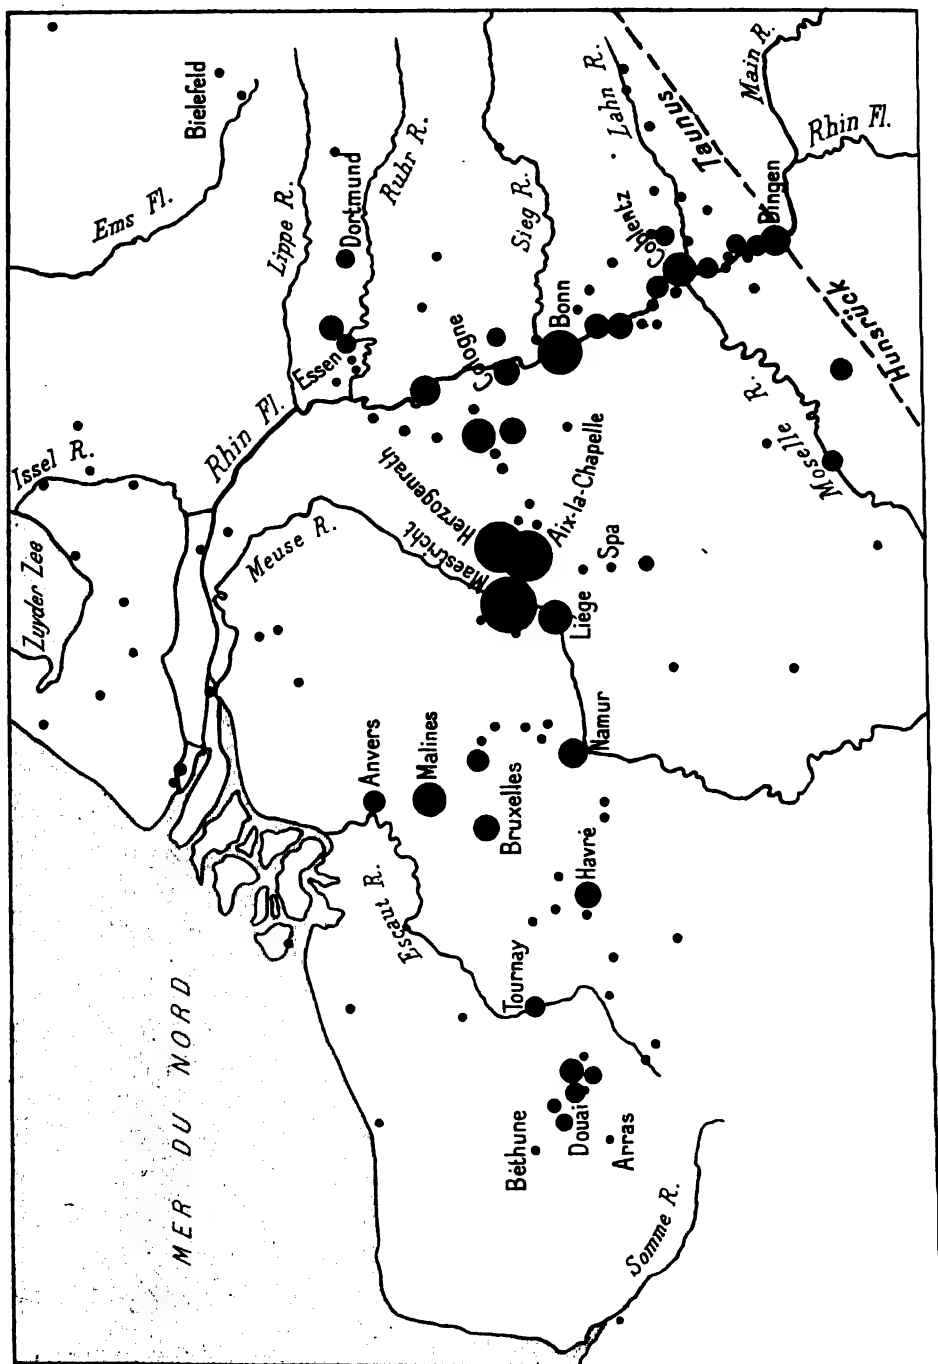 MER DU NORD
Zuyder Zee
Issel R.
Ems Fl.
Bielefeld
Rhin Fl.
Lippe R.
Dortmund
Ruhr R.
Essen
Meuse R.
Cologne
Sieg R.
Bonn
Coblentz
Lahn R.
Taunus
Main R.
Rhin Fl.
Bingen
Hunsrück
Moselle R.
Herzogenrath
Maestricht
Aix-la-Chapelle
Spa
Liège
Anvers
Malines
Bruxelles
Namur
Havré
Escaut R.
Tournay
Béthune
Douai
Arras
Somme R.